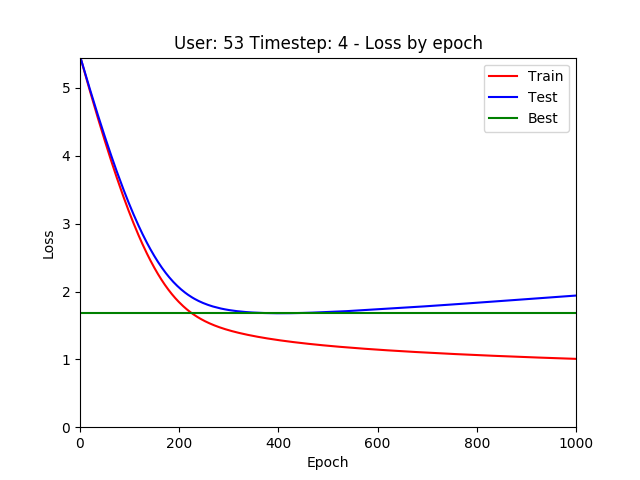 User: 53 Timestep: 4 - Loss by epoch
Train
Test
Best
Loss
5
4
3
2
1
0
0 200 400 600 800 1000
Epoch